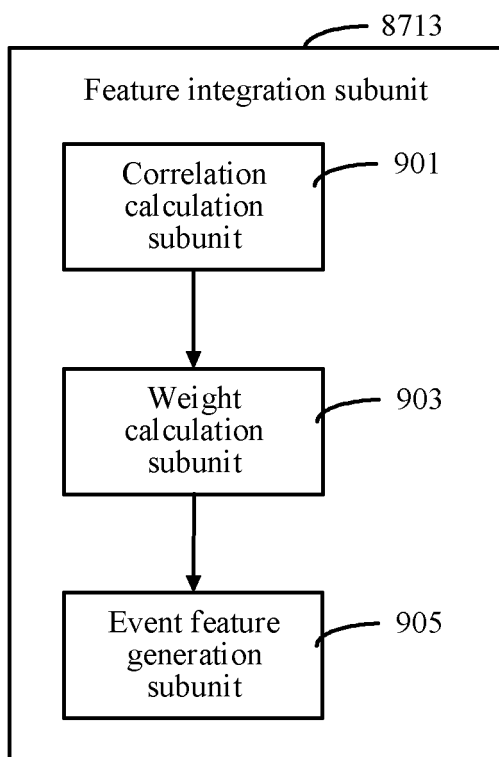 8713
Feature integration subunit
Correlation
calculation
subunit
901
Weight
calculation
subunit
903
Event feature
generation
subunit
905